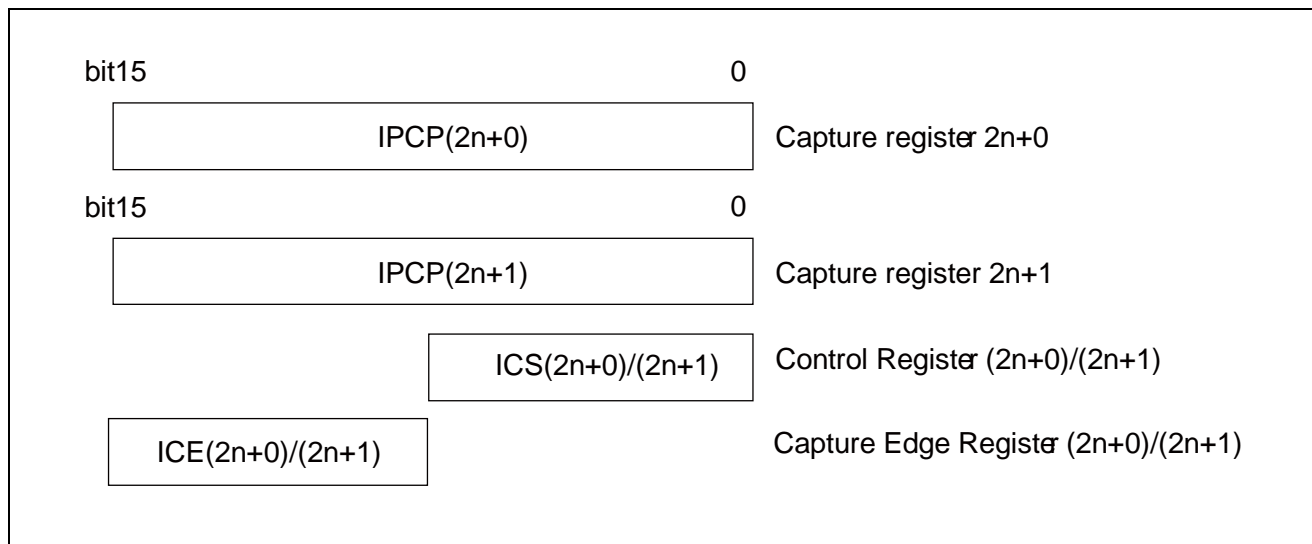 bit15 0
IPCP(2n+0) Capture register 2n+0
bit15 0
IPCP(2n+1) Capture register 2n+1
ICS(2n+0)/(2n+1) Control Register (2n+0)/(2n+1)
ICE(2n+0)/(2n+1) Capture Edge Register (2n+0)/(2n+1)